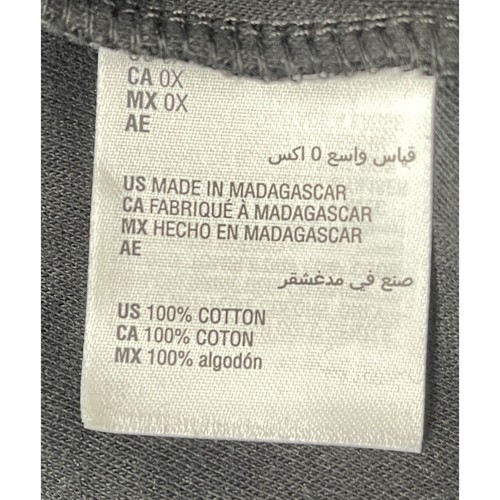 CA 0X
MX 0X
AE
قياس واسع 0 اكس
US MADE IN MADAGASCAR
CA FABRIQUÉ À MADAGASCAR
MX HECHO EN MADAGASCAR
AE
صنع في مدغشقر
US 100% COTTON
CA 100% COTON
MX 100% algodón